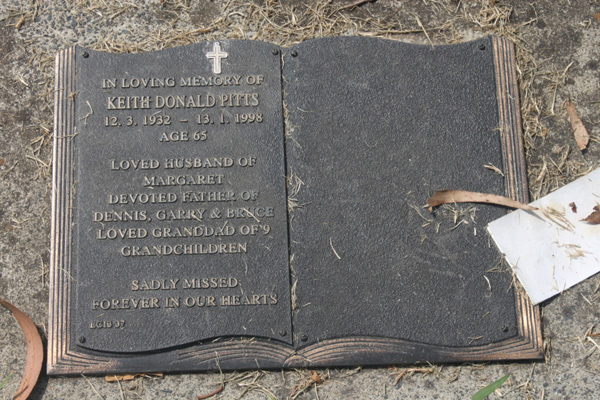 IN LOVING MEMORY OF
KEITH DONALD PITTS
12. 3. 1932 – 13. 1. 1998
AGE 65
LOVED HUSBAND OF
MARGARET
DEVOTED FATHER OF
DENNIS, GARRY & BRUCE
LOVED GRANDDAD OF 9
GRANDCHILDREN
SADLY MISSED
FOREVER IN OUR HEARTS